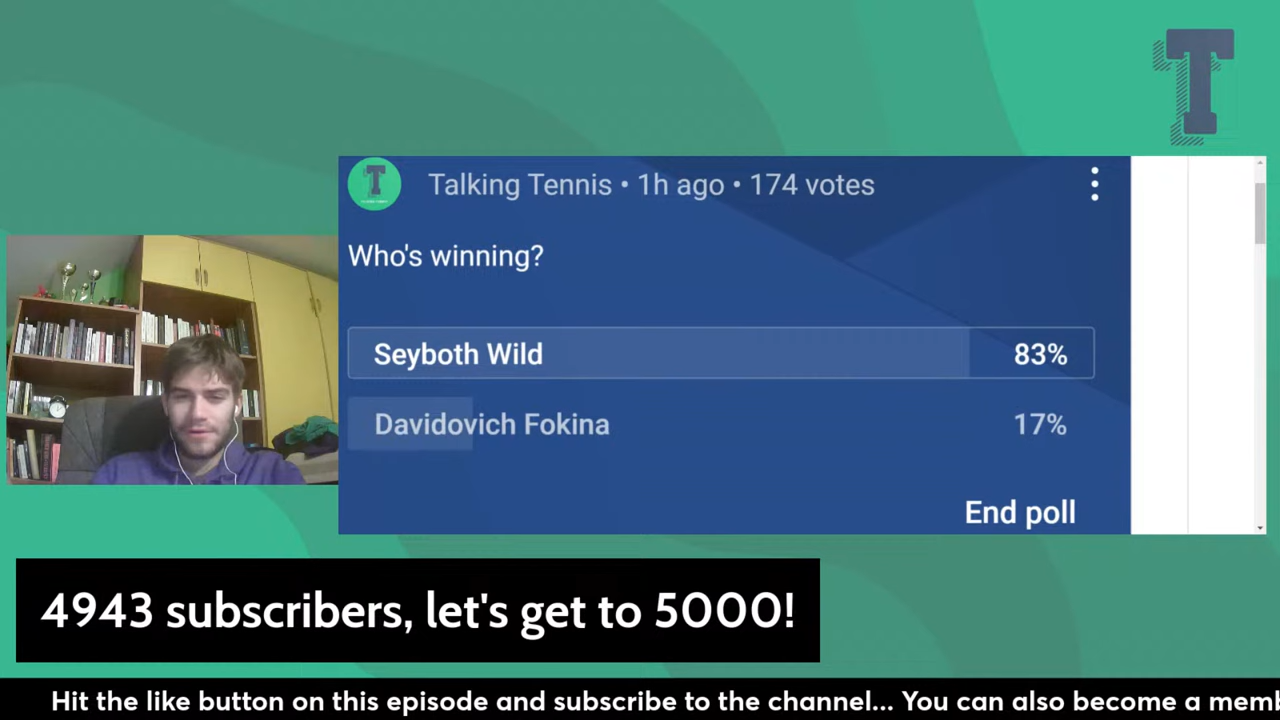 T
T
Talking Tennis • 1h ago • 174 votes
Who's winning?
Seyboth Wild 83%
Davidovich Fokina 17%
End poll
4943 subscribers, let's get to 5000!
Hit the like button on this episode and subscribe to the channel... You can also become a